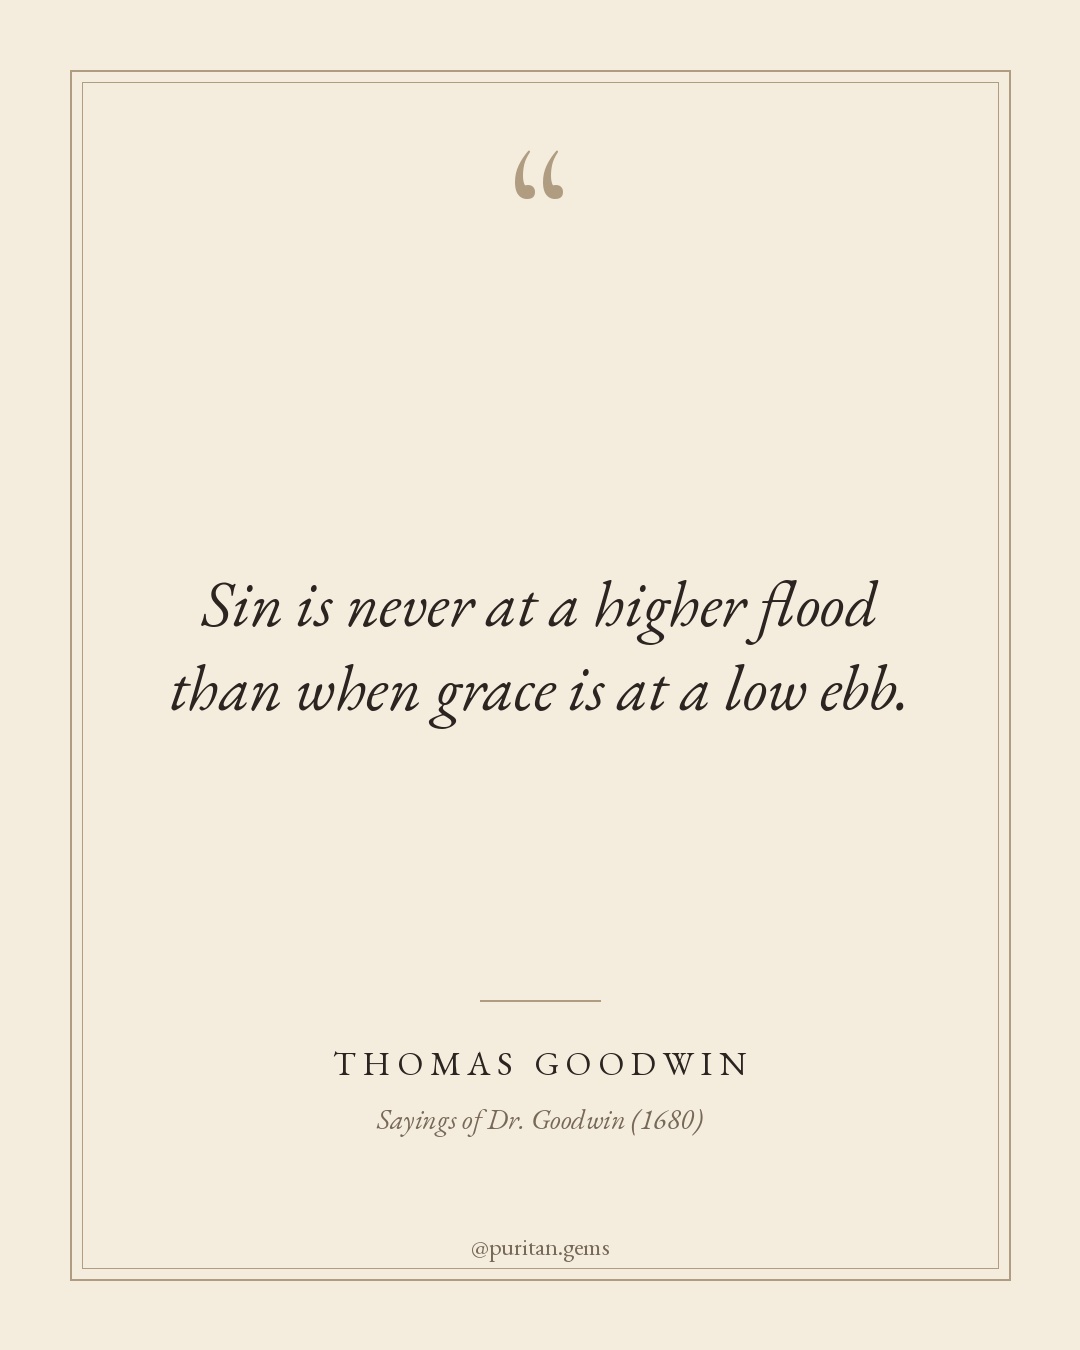 “
Sin is never at a higher flood
than when grace is at a low ebb.
THOMAS GOODWIN
Sayings of Dr. Goodwin (1680)
@puritan.gems